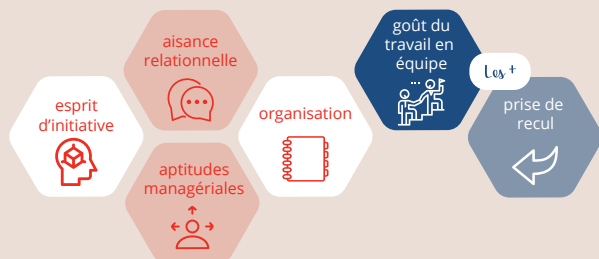 esprit
d’initiative
aisance
relationnelle
aptitudes
managériales
organisation
goût du
travail en
équipe
Les +
prise de
recul